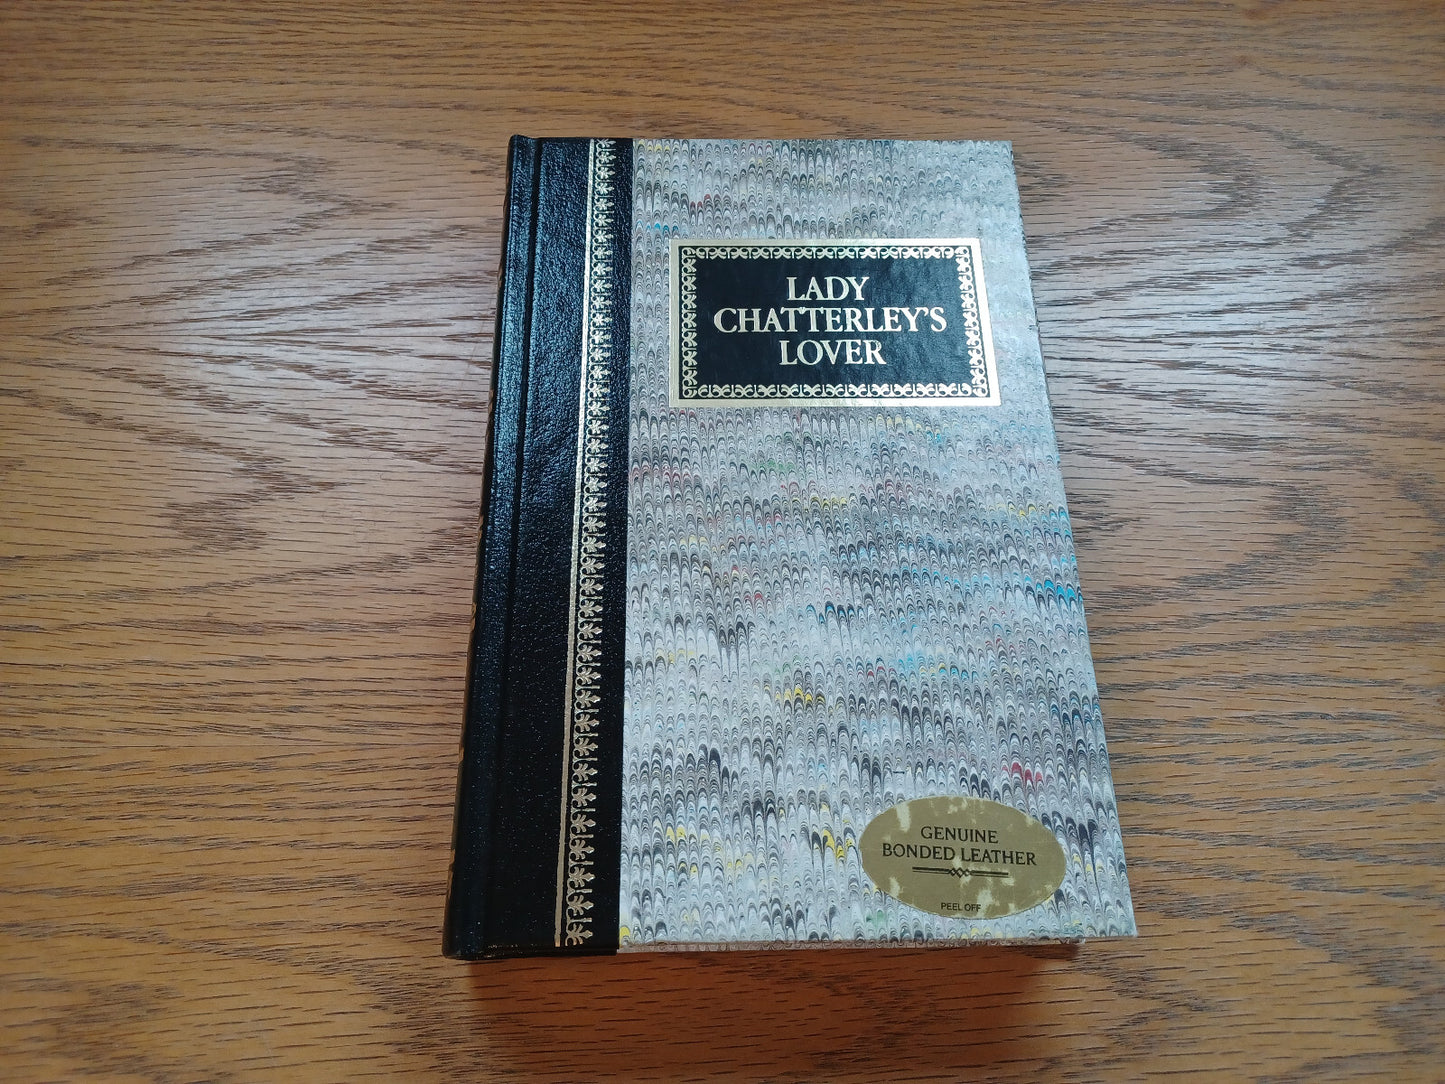 LADY
CHATTERLEY'S
LOVER
GENUINE
BONDED LEATHER
PEEL OFF